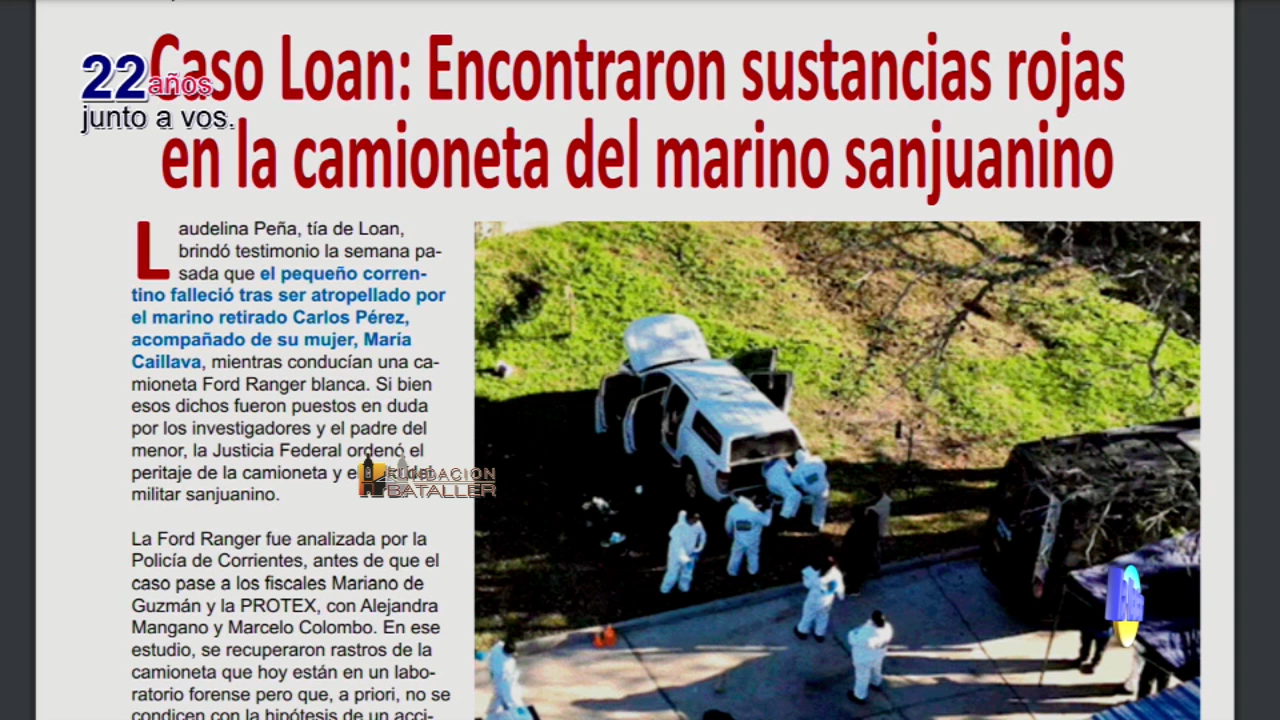 Caso Loan: Encontraron sustancias rojas
en la camioneta del marino sanjuanino
22 años
junto a vos.
Laudelina Peña, tía de Loan,
brindó testimonio la semana pa-
sada que el pequeño corren-
tino falleció tras ser atropellado por
el marino retirado Carlos Pérez,
acompañado de su mujer, María
Caillava, mientras conducían una ca-
mioneta Ford Ranger blanca. Si bien
esos dichos fueron puestos en duda
por los investigadores y el padre del
menor, la Justicia Federal ordenó el
peritaje de la camioneta y e
militar sanjuanino.
FUNDACION
BATALLER
La Ford Ranger fue analizada por la
Policía de Corrientes, antes de que el
caso pase a los fiscales Mariano de
Guzmán y la PROTEX, con Alejandra
Mangano y Marcelo Colombo. En ese
estudio, se recuperaron rastros de la
camioneta que hoy están en un labo-
ratorio forense pero que, a priori, no se
condicen con la hipótesis de un acci-